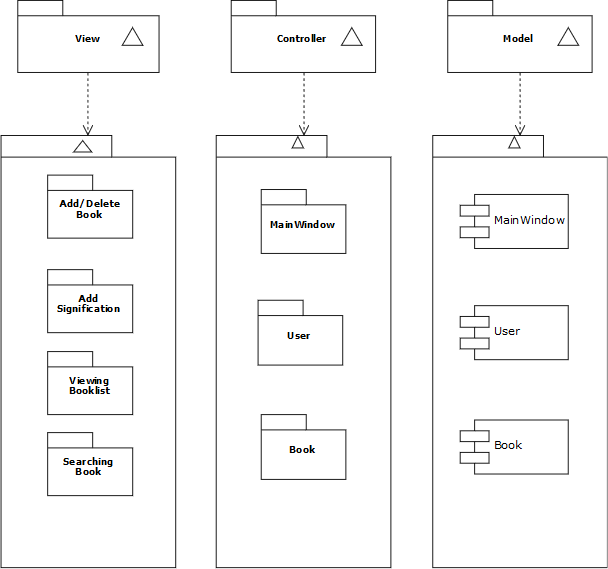 View
Controller
Model
Add/Delete
Book
Add
Signification
Viewing
Booklist
Searching
Book
MainWindow
User
Book
MainWindow
User
Book